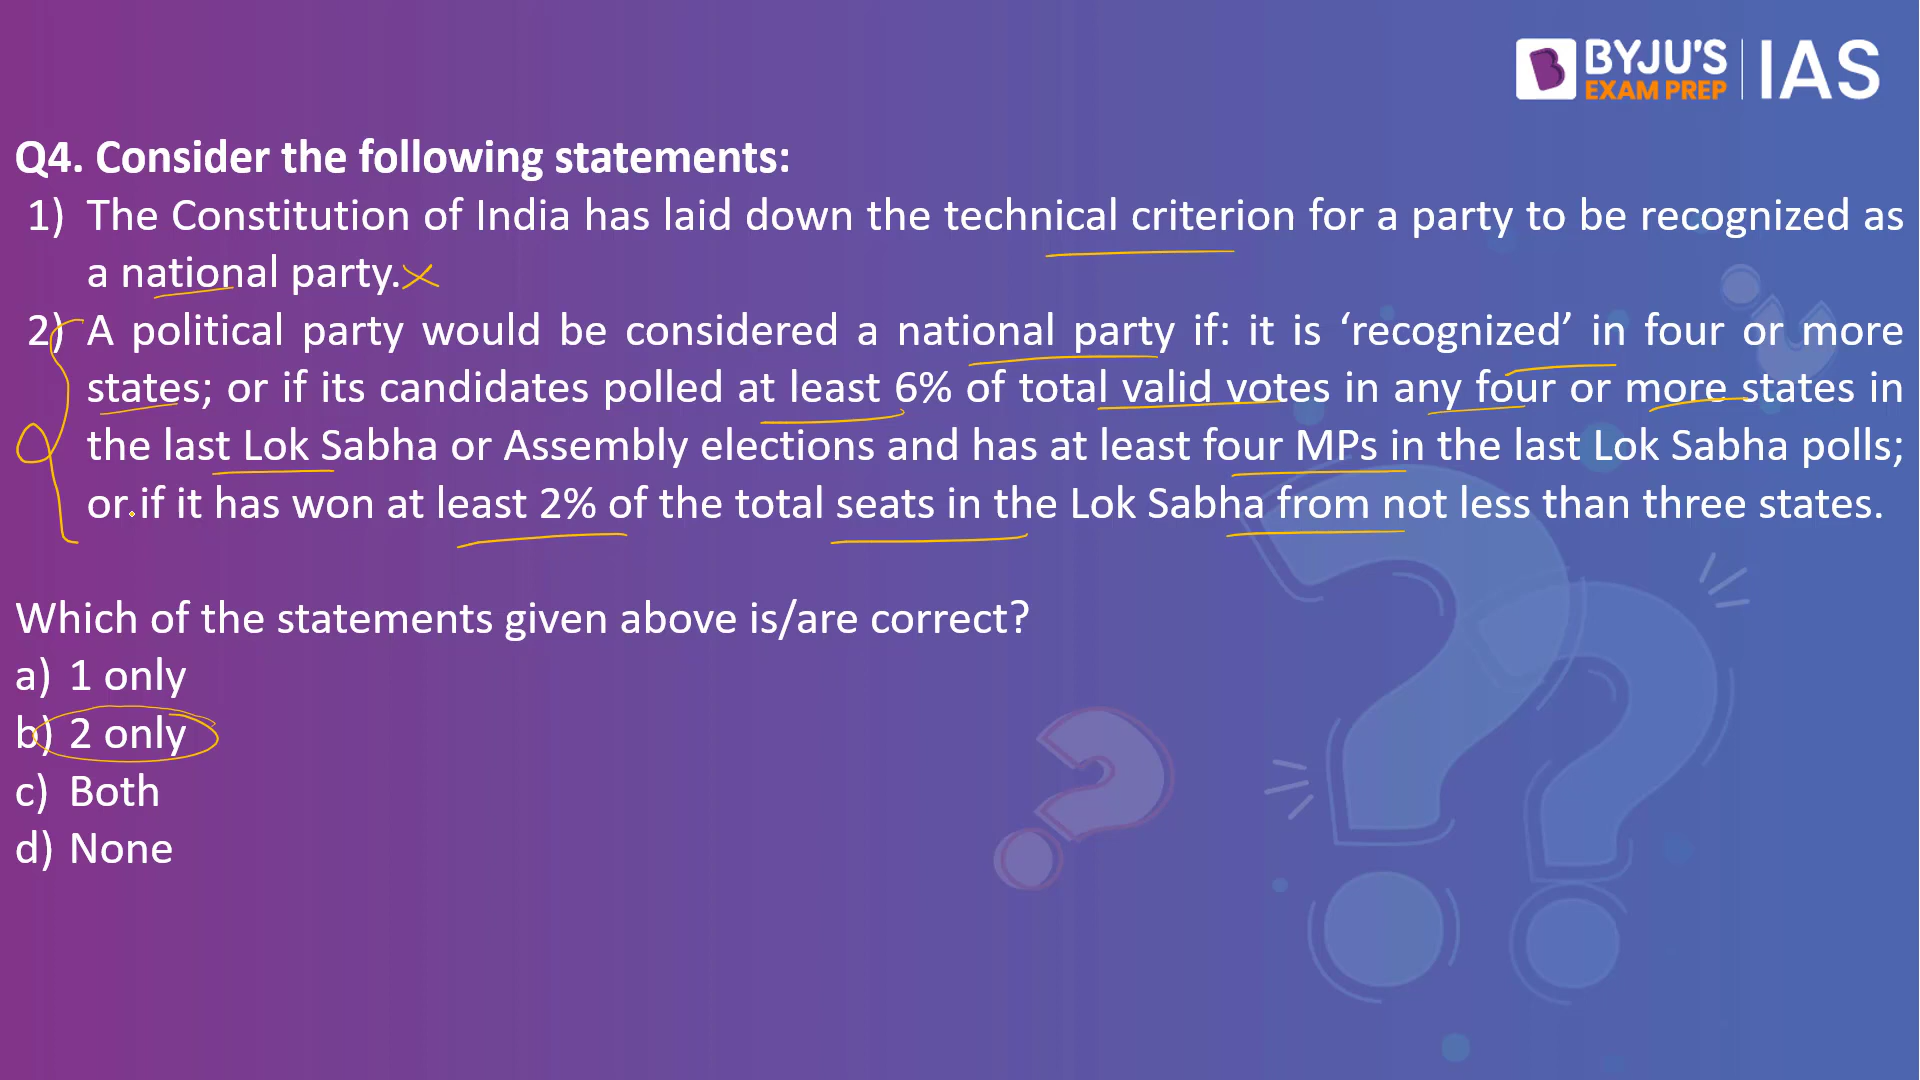 BYJU'S
EXAM PREP
IAS
Q4. Consider the following statements:
1) The Constitution of India has laid down the technical criterion for a party to be recognized as
a national party.
2) A political party would be considered a national party if: it is ‘recognized’ in four or more
states; or if its candidates polled at least 6% of total valid votes in any four or more states in
the last Lok Sabha or Assembly elections and has at least four MPs in the last Lok Sabha polls;
or if it has won at least 2% of the total seats in the Lok Sabha from not less than three states.
Which of the statements given above is/are correct?
a) 1 only
b) 2 only
c) Both
d) None